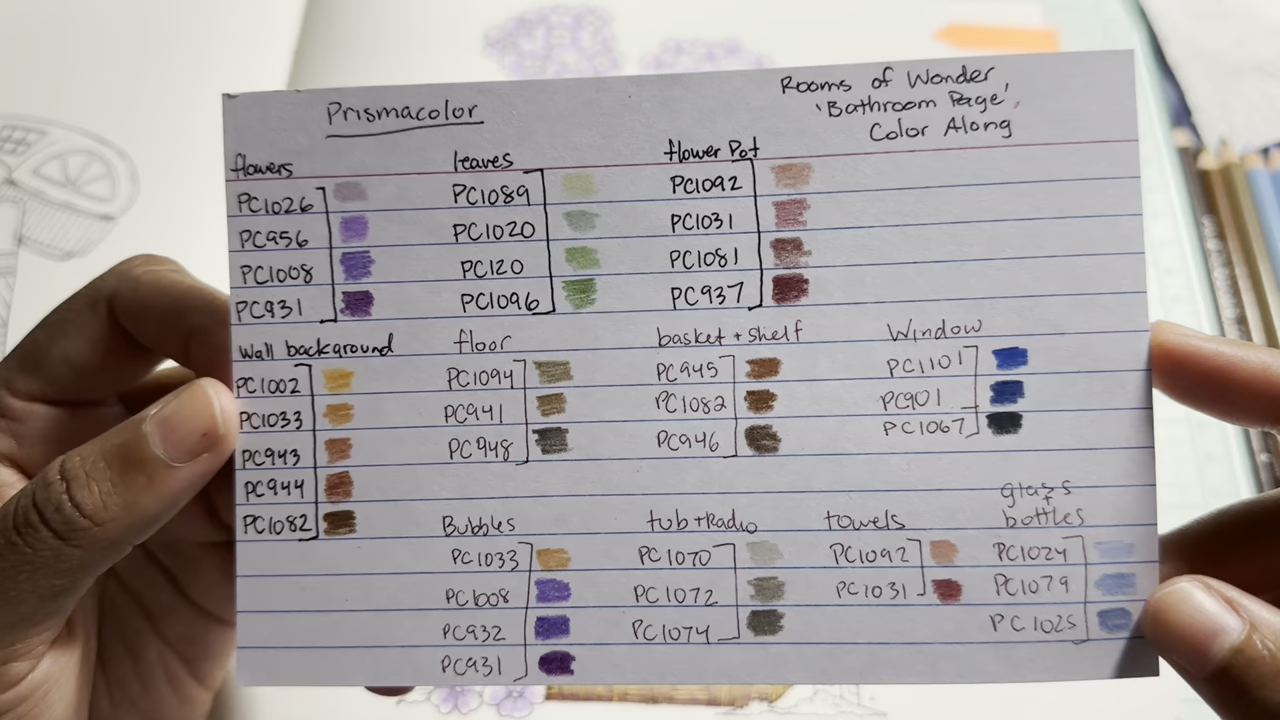 Prismacolor
Rooms of Wonder,
'Bathroom Page',
Color Along
flowers
PC1026
PC956
PC1008
PC931
leaves
PC1089
PC1020
PC120
PC1096
flower Pot
PC1092
PC1031
PC1081
PC937
Wall background
PC1002
PC1033
PC943
PC944
PC1082
floor
PC1094
PC941
PC948
basket + shelf
PC945
PC1082
PC946
Window
PC1101
PC901
PC1067
Bubbles
PC1033
PC1008
PC932
PC931
tub + Radio
PC1070
PC1072
PC1074
towels
PC1092
PC1031
glass
+
bottles
PC1024
PC1079
PC1025